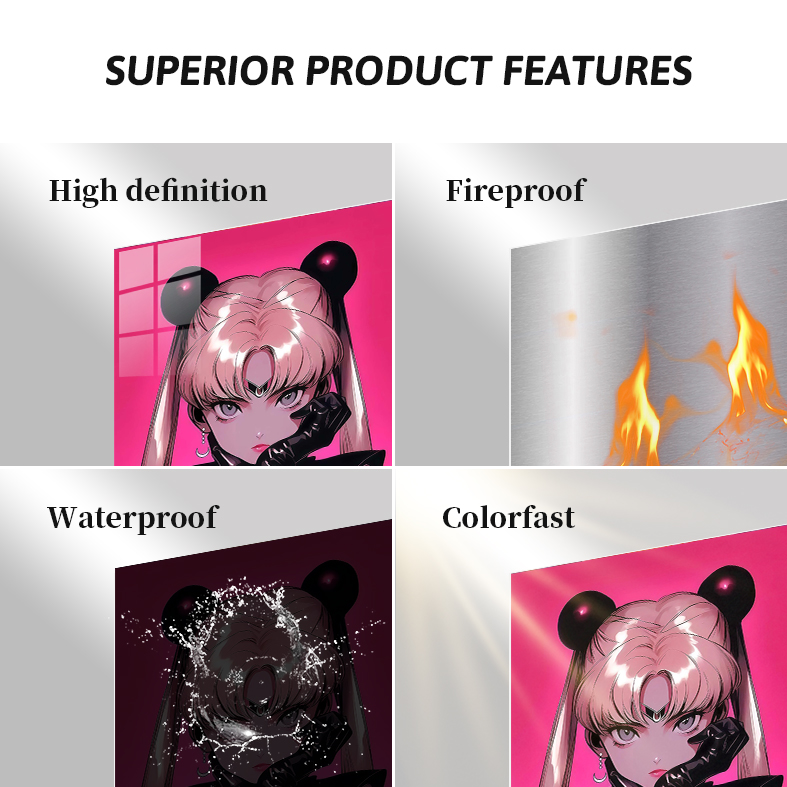 SUPERIOR PRODUCT FEATURES
High definition
Fireproof
Waterproof
Colorfast